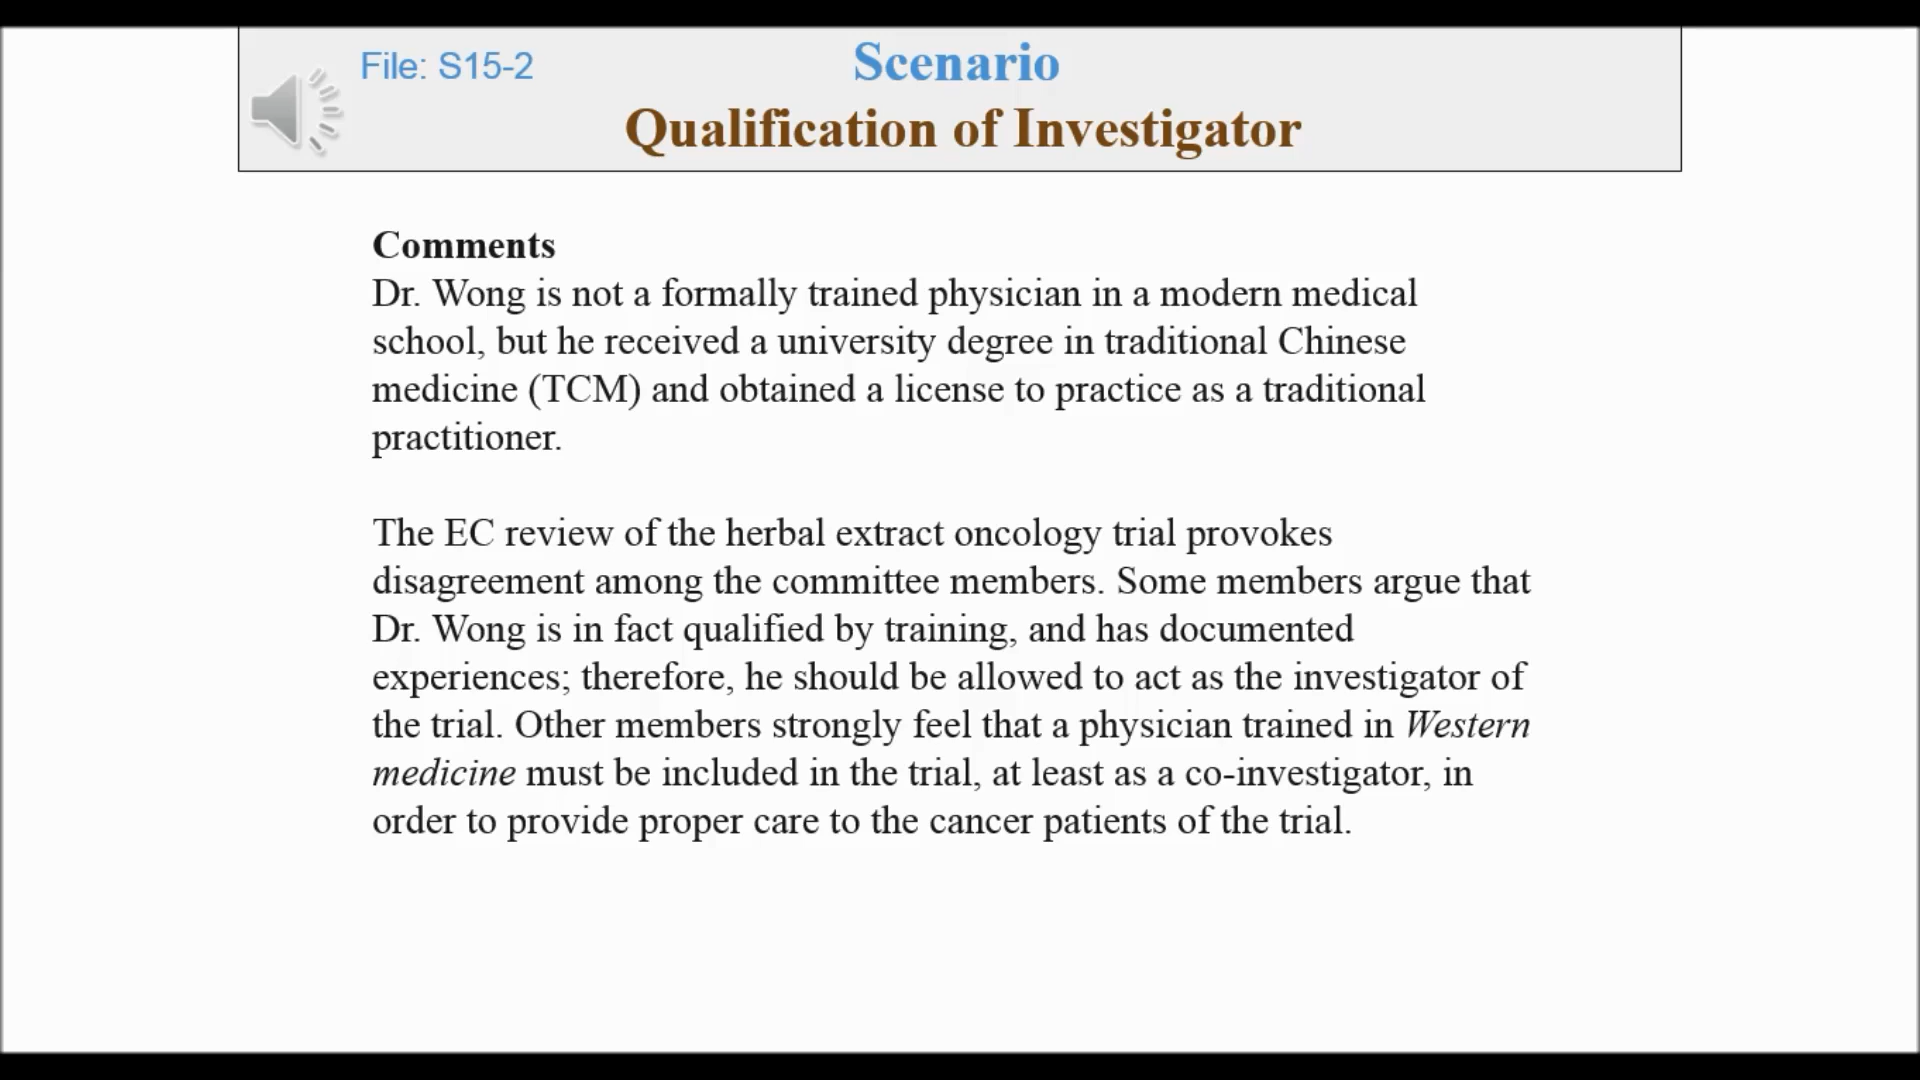 File: S15-2
Scenario
Qualification of Investigator
Comments
Dr. Wong is not a formally trained physician in a modern medical
school, but he received a university degree in traditional Chinese
medicine (TCM) and obtained a license to practice as a traditional
practitioner.
The EC review of the herbal extract oncology trial provokes
disagreement among the committee members. Some members argue that
Dr. Wong is in fact qualified by training, and has documented
experiences; therefore, he should be allowed to act as the investigator of
the trial. Other members strongly feel that a physician trained in Western
medicine must be included in the trial, at least as a co-investigator, in
order to provide proper care to the cancer patients of the trial.